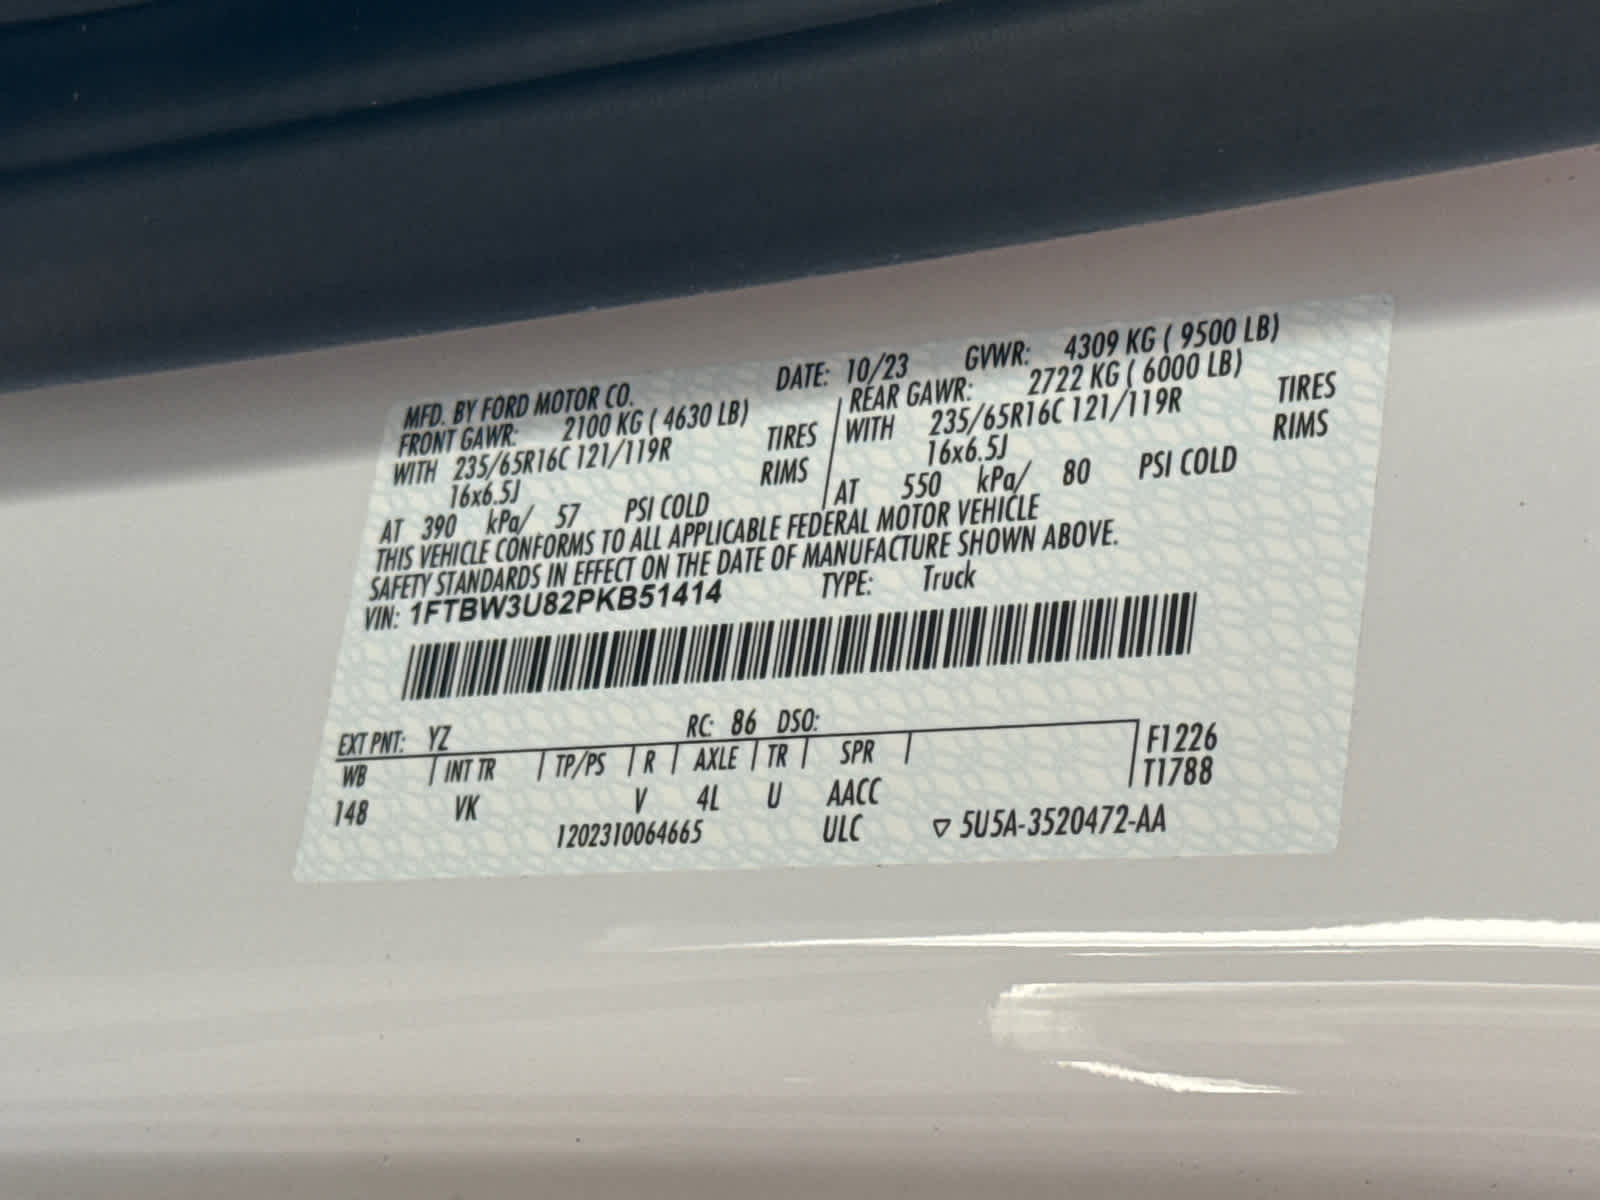 MFD. BY FORD MOTOR CO. DATE: 10/23 GVWR: 4309 KG ( 9500 LB)
FRONT GAWR: 2100 KG ( 4630 LB) REAR GAWR: 2722 KG ( 6000 LB)
WITH 235/65R16C 121/119R TIRES WITH 235/65R16C 121/119R TIRES
16x6.5J RIMS 16x6.5J RIMS
AT 390 kPa/ 57 PSI COLD AT 550 kPa/ 80 PSI COLD
THIS VEHICLE CONFORMS TO ALL APPLICABLE FEDERAL MOTOR VEHICLE
SAFETY STANDARDS IN EFFECT ON THE DATE OF MANUFACTURE SHOWN ABOVE.
VIN: 1FTBW3U82PKB51414 TYPE: Truck
EXT PNT: YZ RC: 86 DSO:
WB INT TR TP/PS R AXLE TR SPR F1226
148 VK V 4L U AACC T1788
1202310064665 ULC ▽ 5U5A-3520472-AA